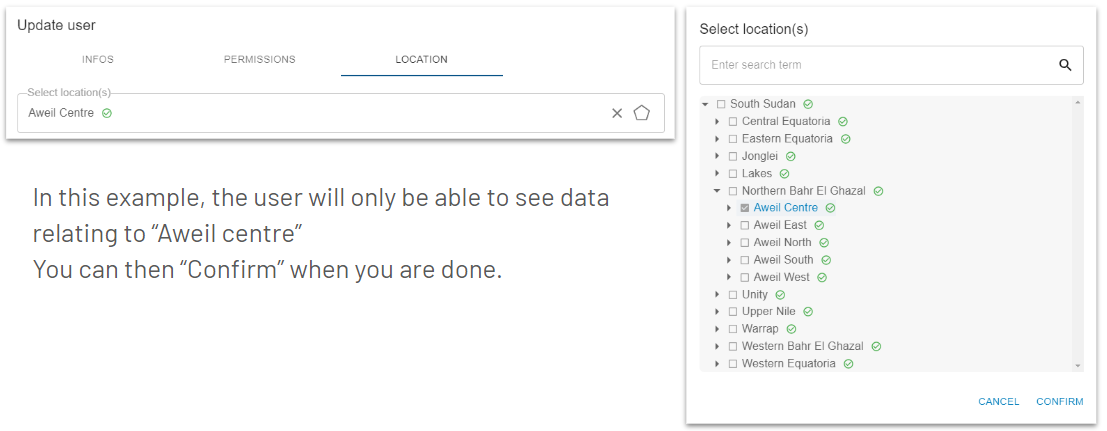 Update user
INFOS
PERMISSIONS
LOCATION
Select location(s)
Aweil Centre
In this example, the user will only be able to see data
relating to “Aweil centre”
You can then “Confirm” when you are done.
Select location(s)
Enter search term
South Sudan
Central Equatoria
Eastern Equatoria
Jonglei
Lakes
Northern Bahr El Ghazal
Aweil Centre
Aweil East
Aweil North
Aweil South
Aweil West
Unity
Upper Nile
Warrap
Western Bahr El Ghazal
Western Equatoria
CANCEL
CONFIRM